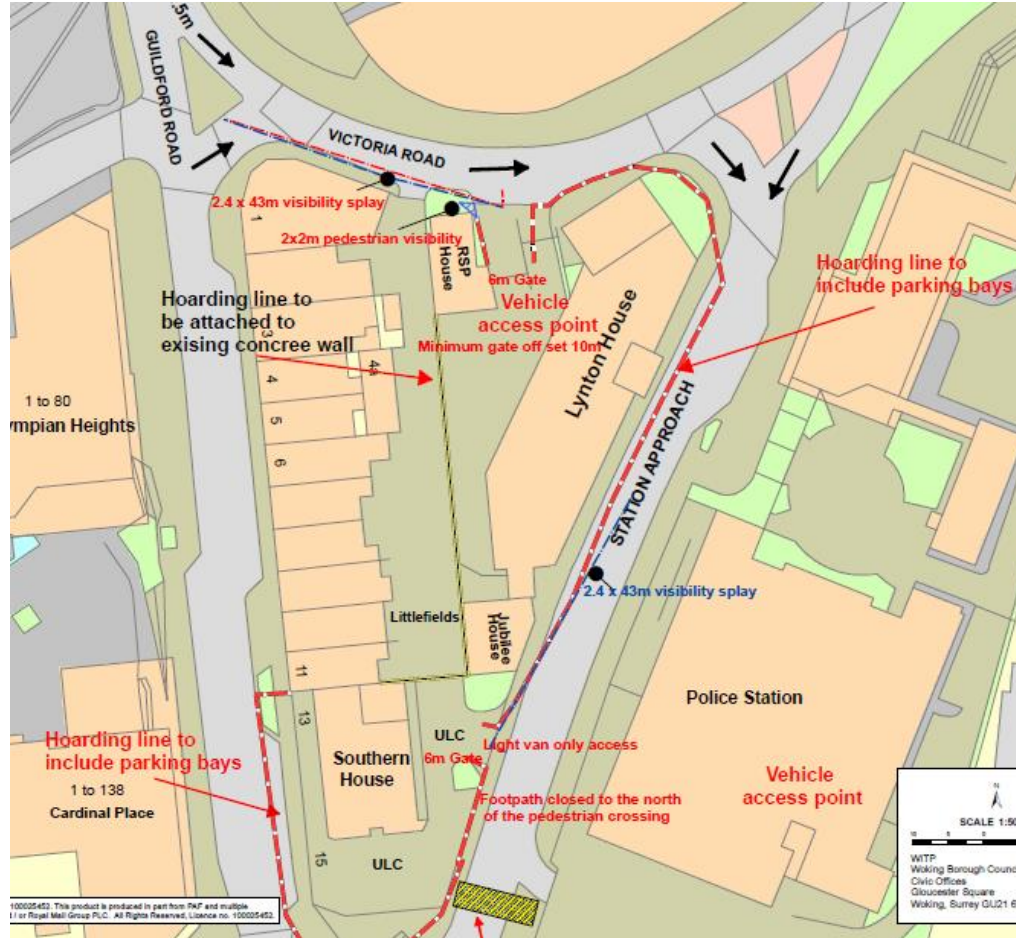 .5m
GUILDFORD ROAD
VICTORIA ROAD
2.4 x 43m visibility splay
2x2m pedestrian visibility
1
RSP
House
6m Gate
Vehicle
access point
Minimum gate off set 10m
Hoarding line to
include parking bays
Hoarding line to
be attached to
exising concree wall
3
4a
4
5
6
Lynton House
STATION APPROACH
1 to 80
ympian Heights
2.4 x 43m visibility splay
Littlefields
Jubilee
House
11
13
Police Station
ULC
Light van only access
6m Gate
Southern
House
Hoarding line to
include parking bays
1 to 138
Cardinal Place
Vehicle
access point
Footpath closed to the north
of the pedestrian crossing
15
ULC
N
SCALE 1:50
10 5 0
WITP
Woking Borough Counc
Civic Offices
Gloucester Square
Woking, Surrey GU21 6
100025452. This product is produced in part from PAF and multiple
l / or Royal Mail Group PLC. All Rights Reserved, Licence no. 100025452.